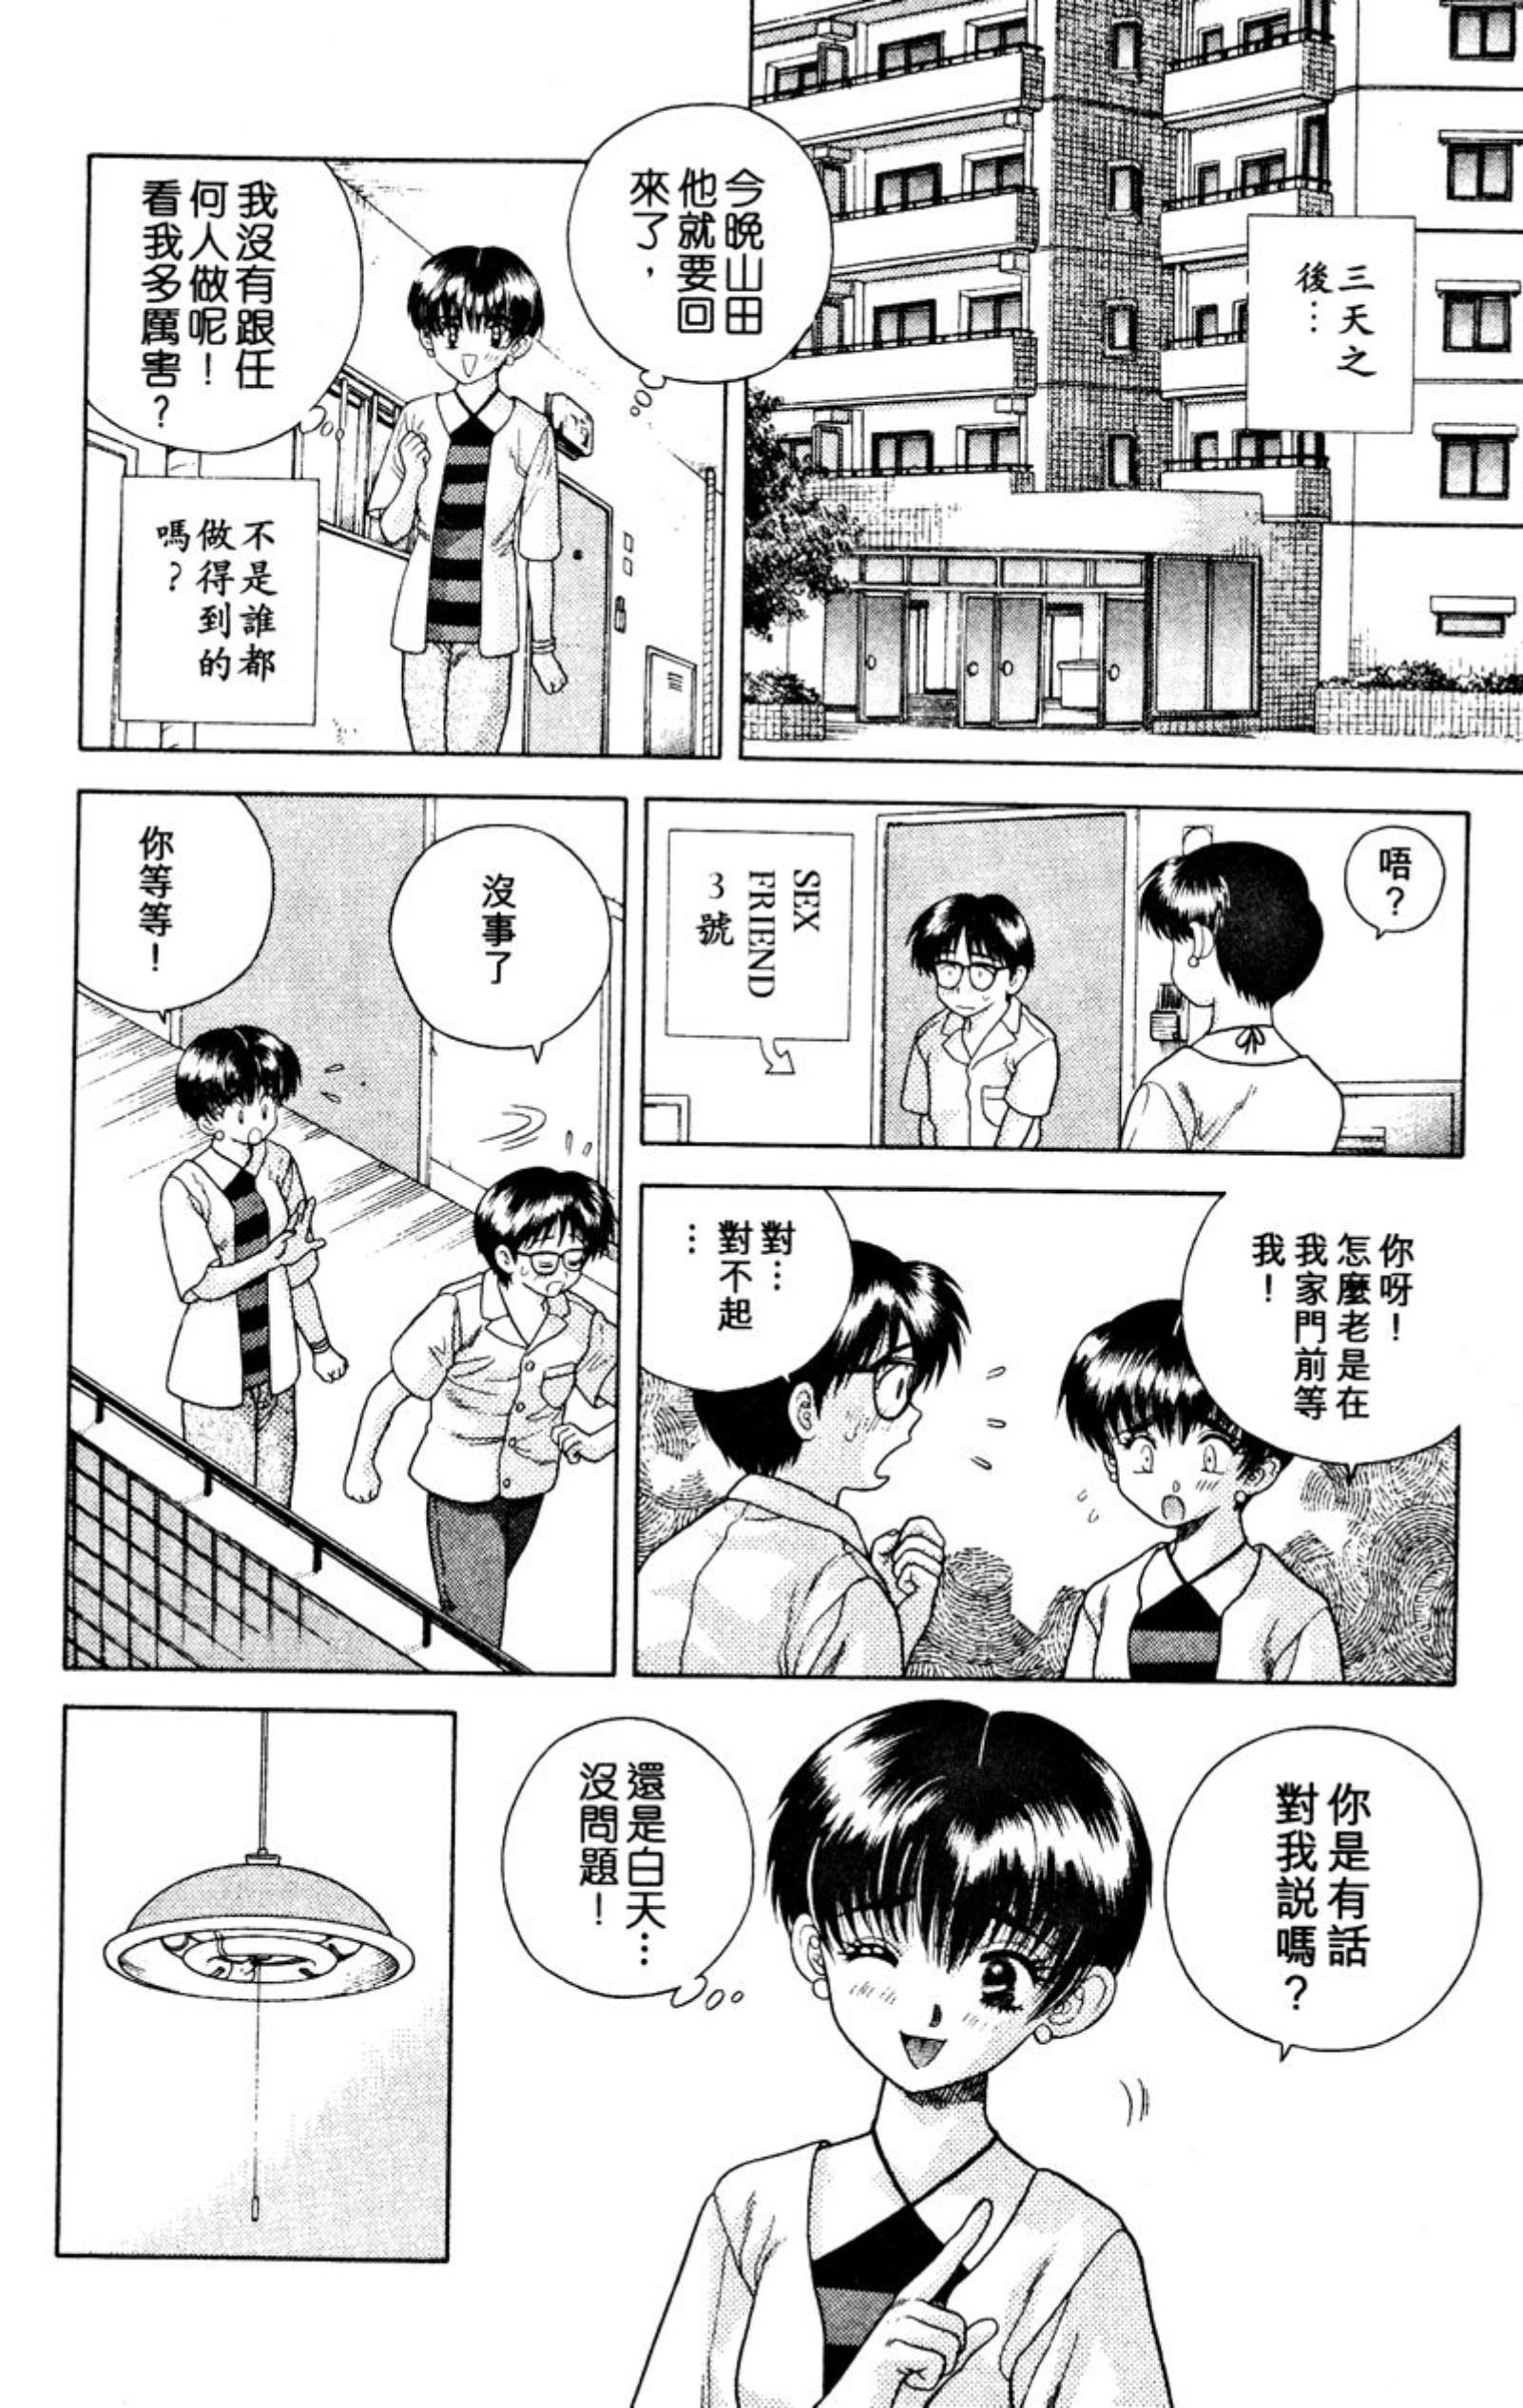 三天之
後…
今晚山田
他就要回
來了，
我沒有跟任
何人做呢！
看我多厲害？
不是誰都
做得到的
嗎？
唔？
SEX
FRIEND
3號
你呀！
怎麼老是在
我家門前等
我！
對…
對不起
…
沒事了
你等等！
你是有話
對我説嗎？
還是白天…
沒問題！